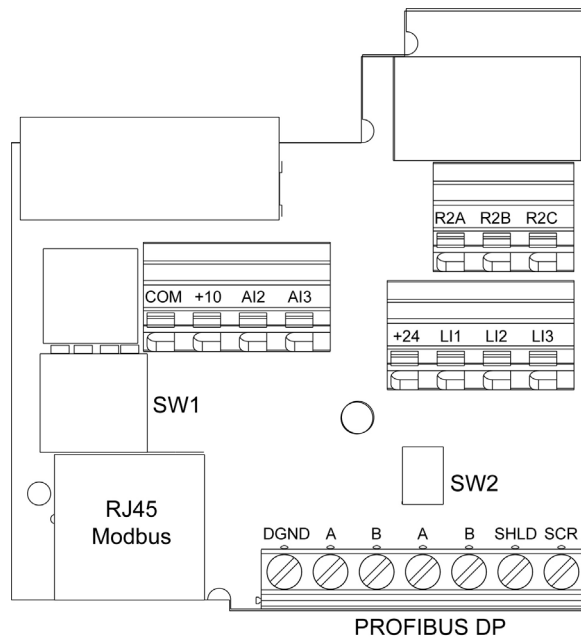 R2A R2B R2C
COM +10 AI2 AI3
+24 LI1 LI2 LI3
SW1
SW2
RJ45
Modbus
DGND A B A B SHLD SCR
PROFIBUS DP